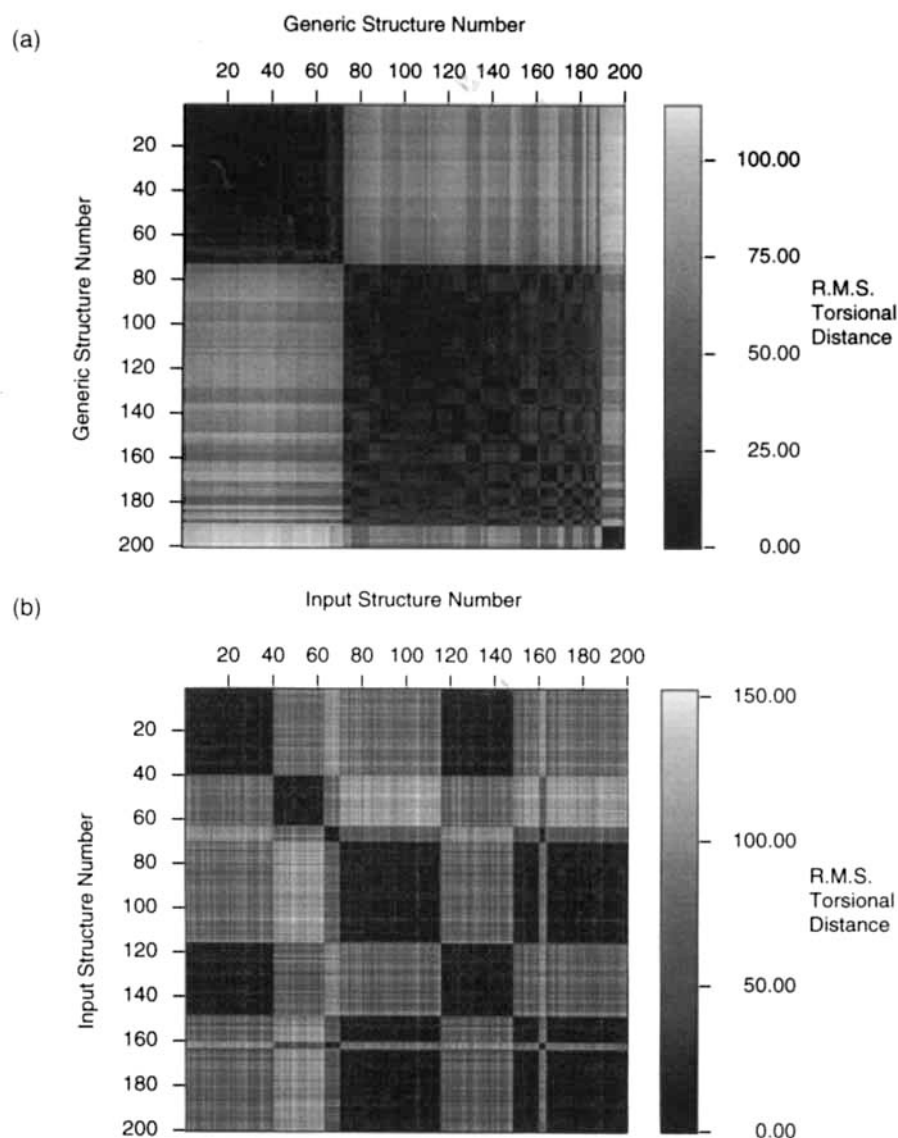 (a)
Generic Structure Number
20 40 60 80 100 120 140 160 180 200
Generic Structure Number
20
40
60
80
100
120
140
160
180
200
100.00
75.00
50.00
25.00
0.00
R.M.S.
Torsional
Distance
(b)
Input Structure Number
20 40 60 80 100 120 140 160 180 200
Input Structure Number
20
40
60
80
100
120
140
160
180
200
150.00
100.00
50.00
0.00
R.M.S.
Torsional
Distance